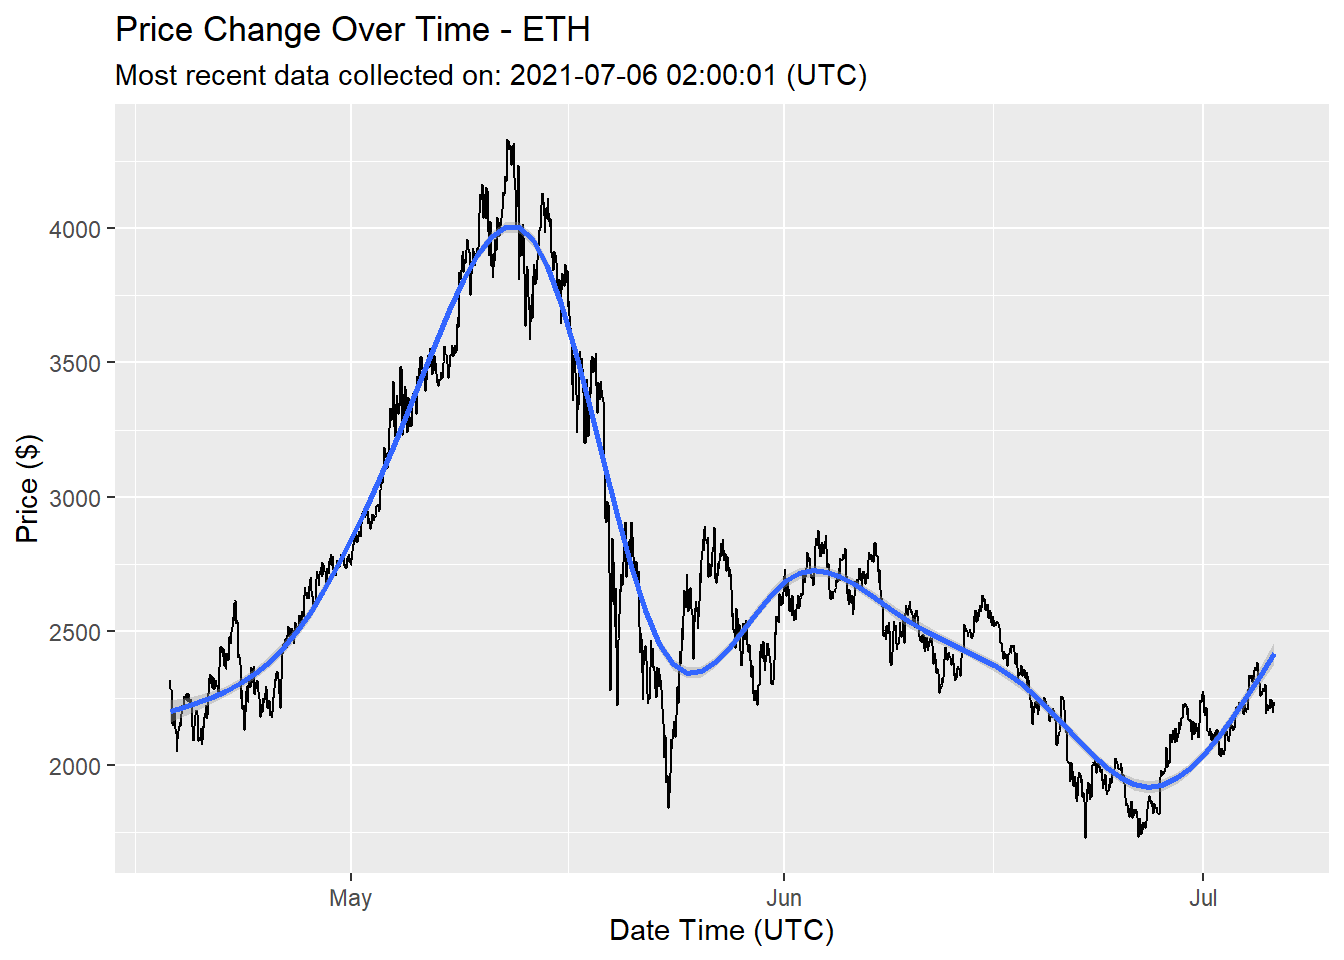 Price Change Over Time - ETH
Most recent data collected on: 2021-07-06 02:00:01 (UTC)
4000
3500
3000
2500
2000
Price ($)
May
Jun
Jul
Date Time (UTC)